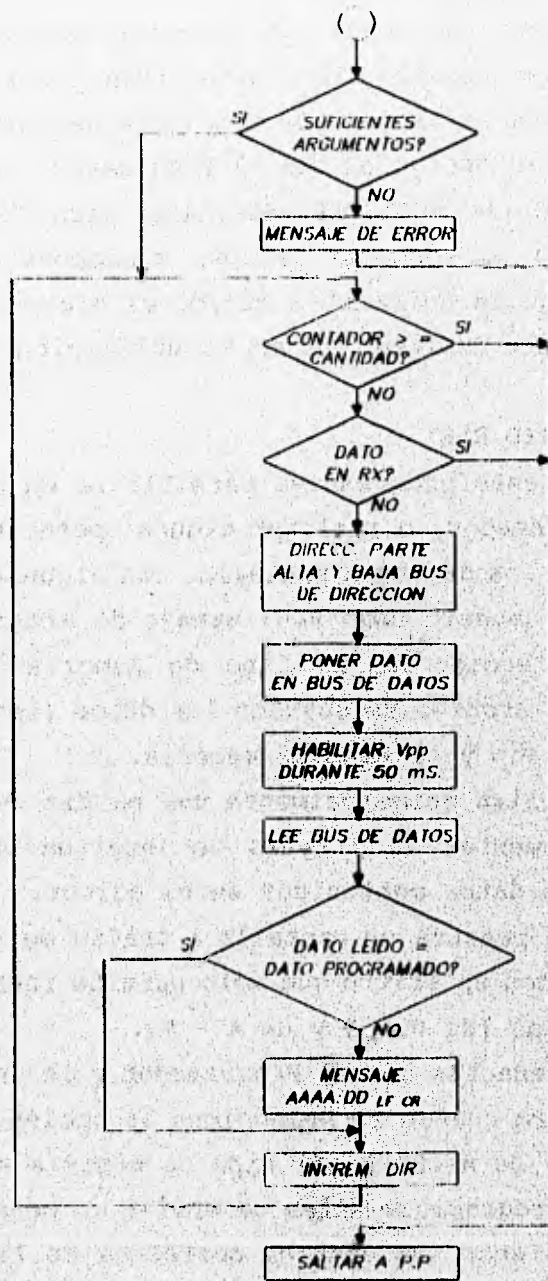 ( )
SI
SUFICIENTES
ARGUMENTOS?
NO
MENSAJE DE ERROR
CONTADOR > =
CANTIDAD?
SI
NO
DATO
EN RX?
SI
NO
DIRECC. PARTE
ALTA Y BAJA BUS
DE DIRECCION
PONER DATO
EN BUS DE DATOS
HABILITAR Vpp
DURANTE 50 mS.
LEE BUS DE DATOS
SI
DATO LEIDO =
DATO PROGRAMADO?
NO
MENSAJE
AAAA:DD LF CR
INCREM. DIR
SALTAR A P.P